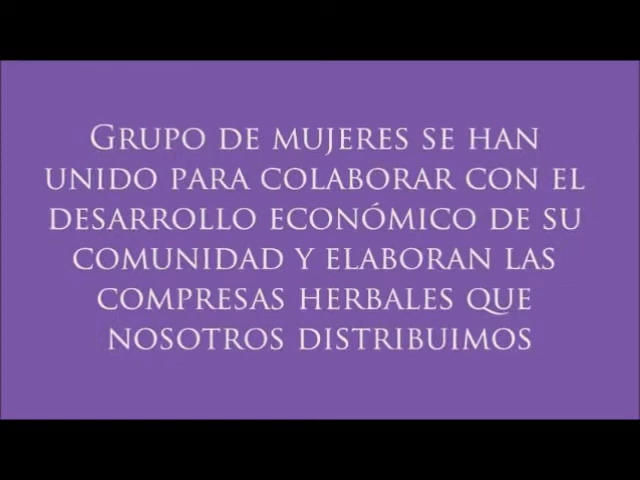 GRUPO DE MUJERES SE HAN
UNIDO PARA COLABORAR CON EL
DESARROLLO ECONÓMICO DE SU
COMUNIDAD Y ELABORAN LAS
COMPRESAS HERBALES QUE
NOSOTROS DISTRIBUIMOS